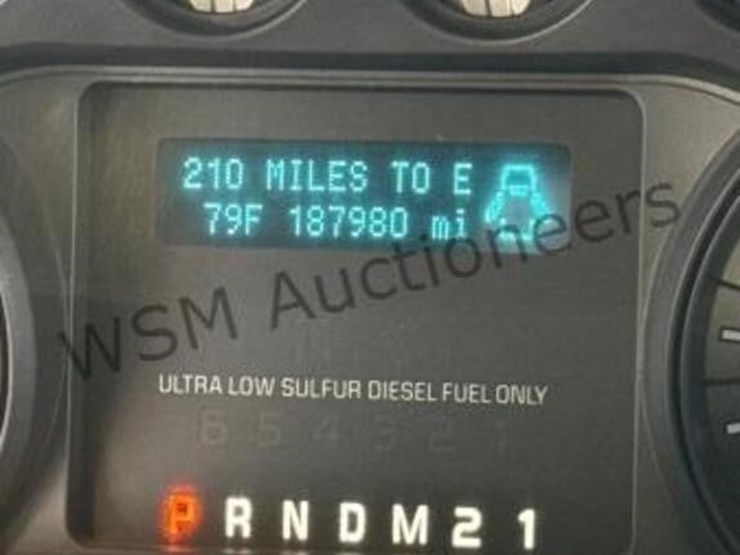 210 MILES TO E
79F 187980 mi
WSM Auctioneers
ULTRA LOW SULFUR DIESEL FUEL ONLY
6 5 4 3 2 1
P R N D M 2 1